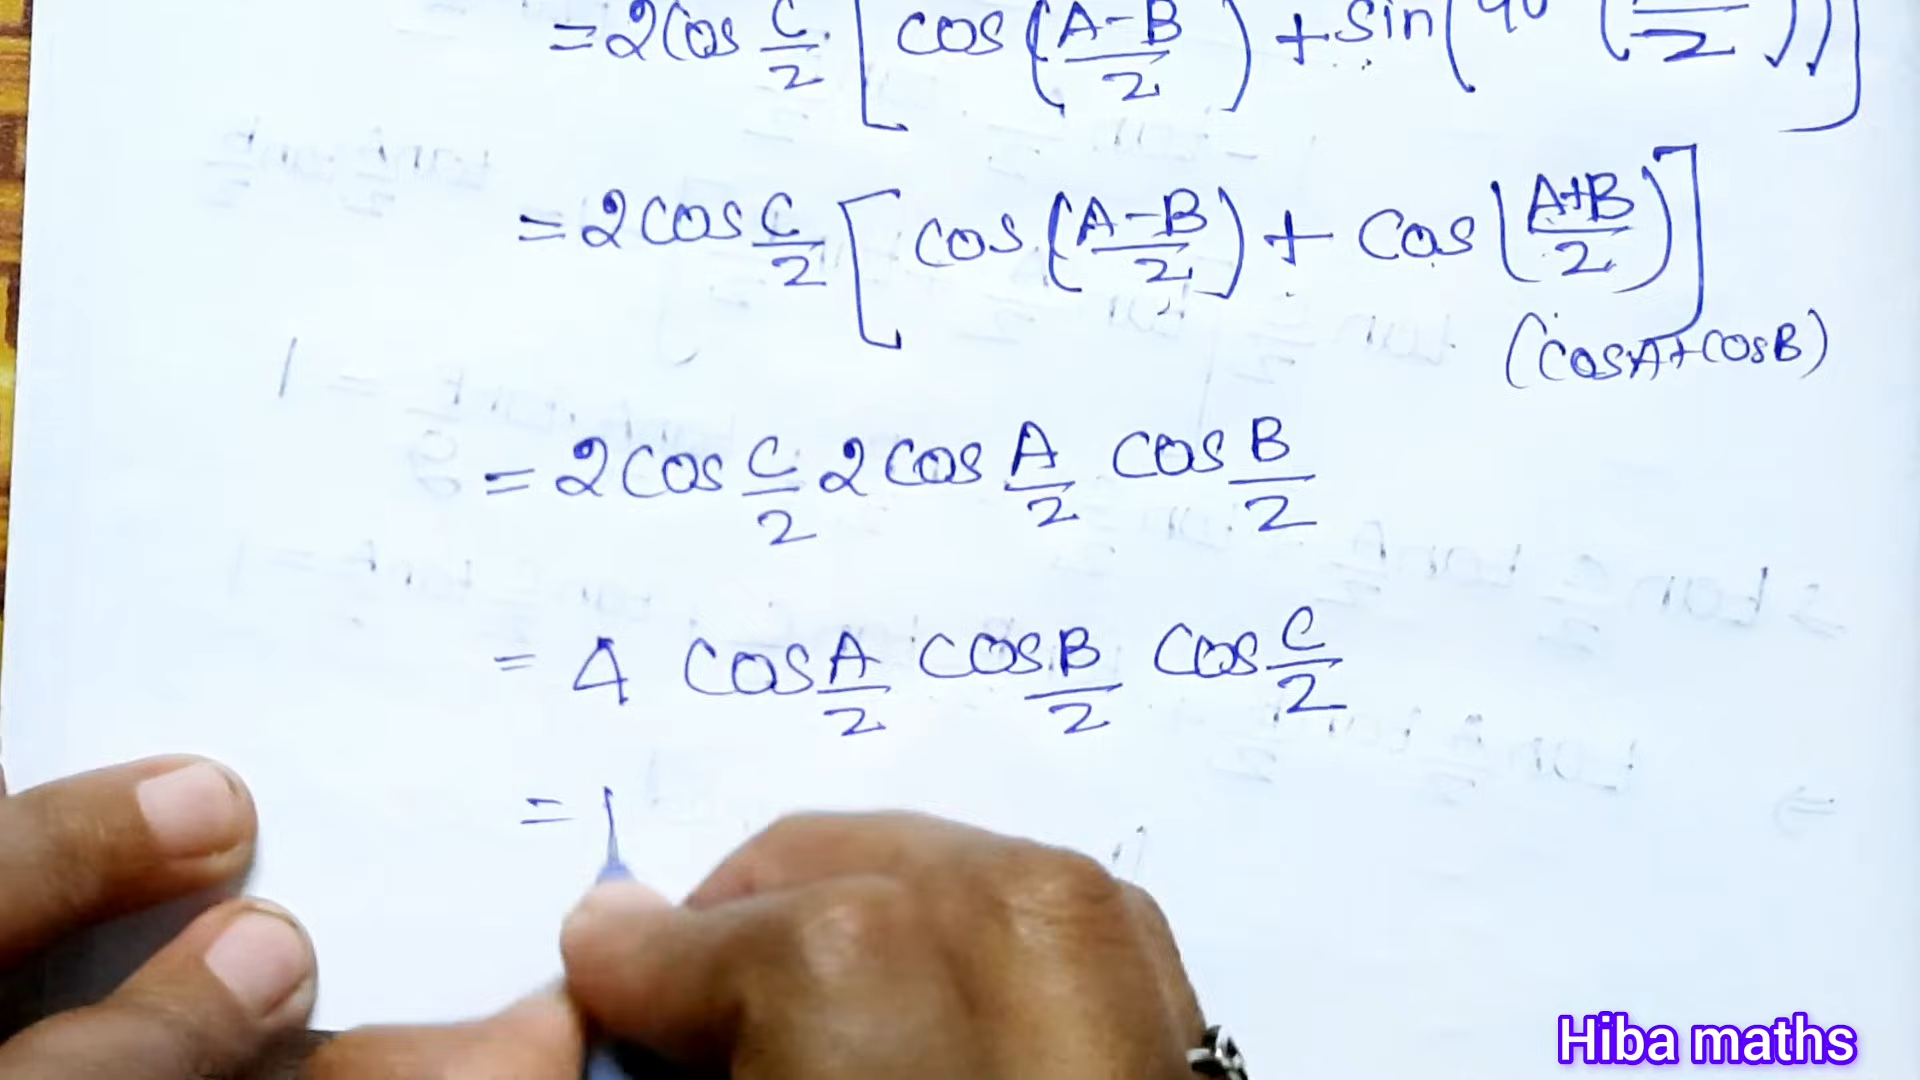 =2cos C/2 [cos(A-B/2) + sin(90 (/2))]
=2cos C/2 [cos(A-B/2) + cos(A+B/2)]
(cosA+cosB)
=2cos C/2 2cos A/2 cos B/2
= 4 cos A/2 cos B/2 cos C/2
=
Hiba maths